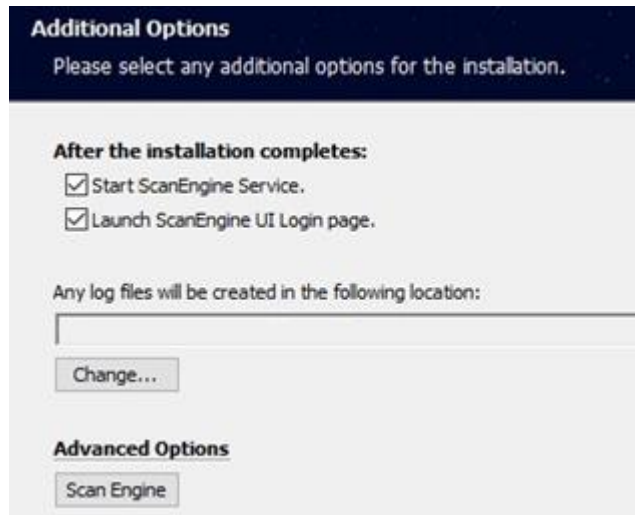 Additional Options
Please select any additional options for the installation.
After the installation completes:
Start ScanEngine Service.
Launch ScanEngine UI Login page.
Any log files will be created in the following location:
Change...
Advanced Options
Scan Engine